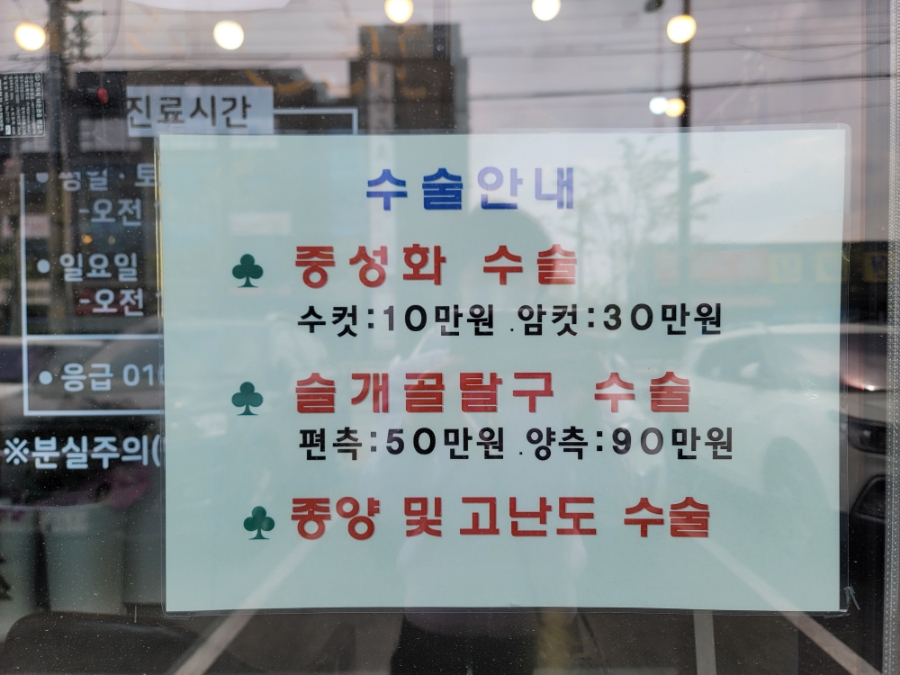 진료시간
-오전
• 일요일
-오전
• 응급 010
※분실주의(
수술안내
♣ 중성화 수술
수컷:10만원 .암컷:30만원
♣ 슬개골탈구 수술
편측:50만원 .양측:90만원
♣ 종양 및 고난도 수술